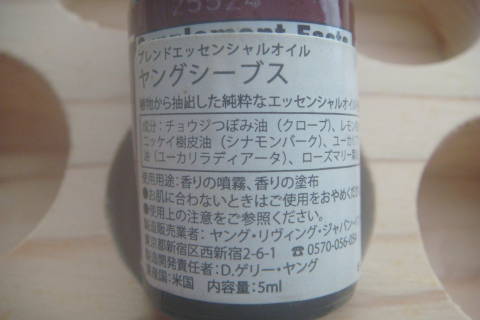 25524
Supplement Facts
ブレンドエッセンシャルオイル
ヤングシーブス
植物から抽出した純粋なエッセンシャルオイル
成分：チョウジつぼみ油（クローブ）、レモン
ニッケイ樹皮油（シナモンバーク）、ユーカリ
油（ユーカリラディアータ）、ローズマリー
使用用途：香りの噴霧、香りの塗布
●お肌に合わないときはご使用をおやめくだ
●使用上の注意をご参照ください。
製造販売業者：ヤング・リヴィング・ジャパン・
東京都新宿区西新宿2-6-1 ☎0570-056-
製造開発責任者：D.ゲリー・ヤング
原産国：米国 内容量：5ml